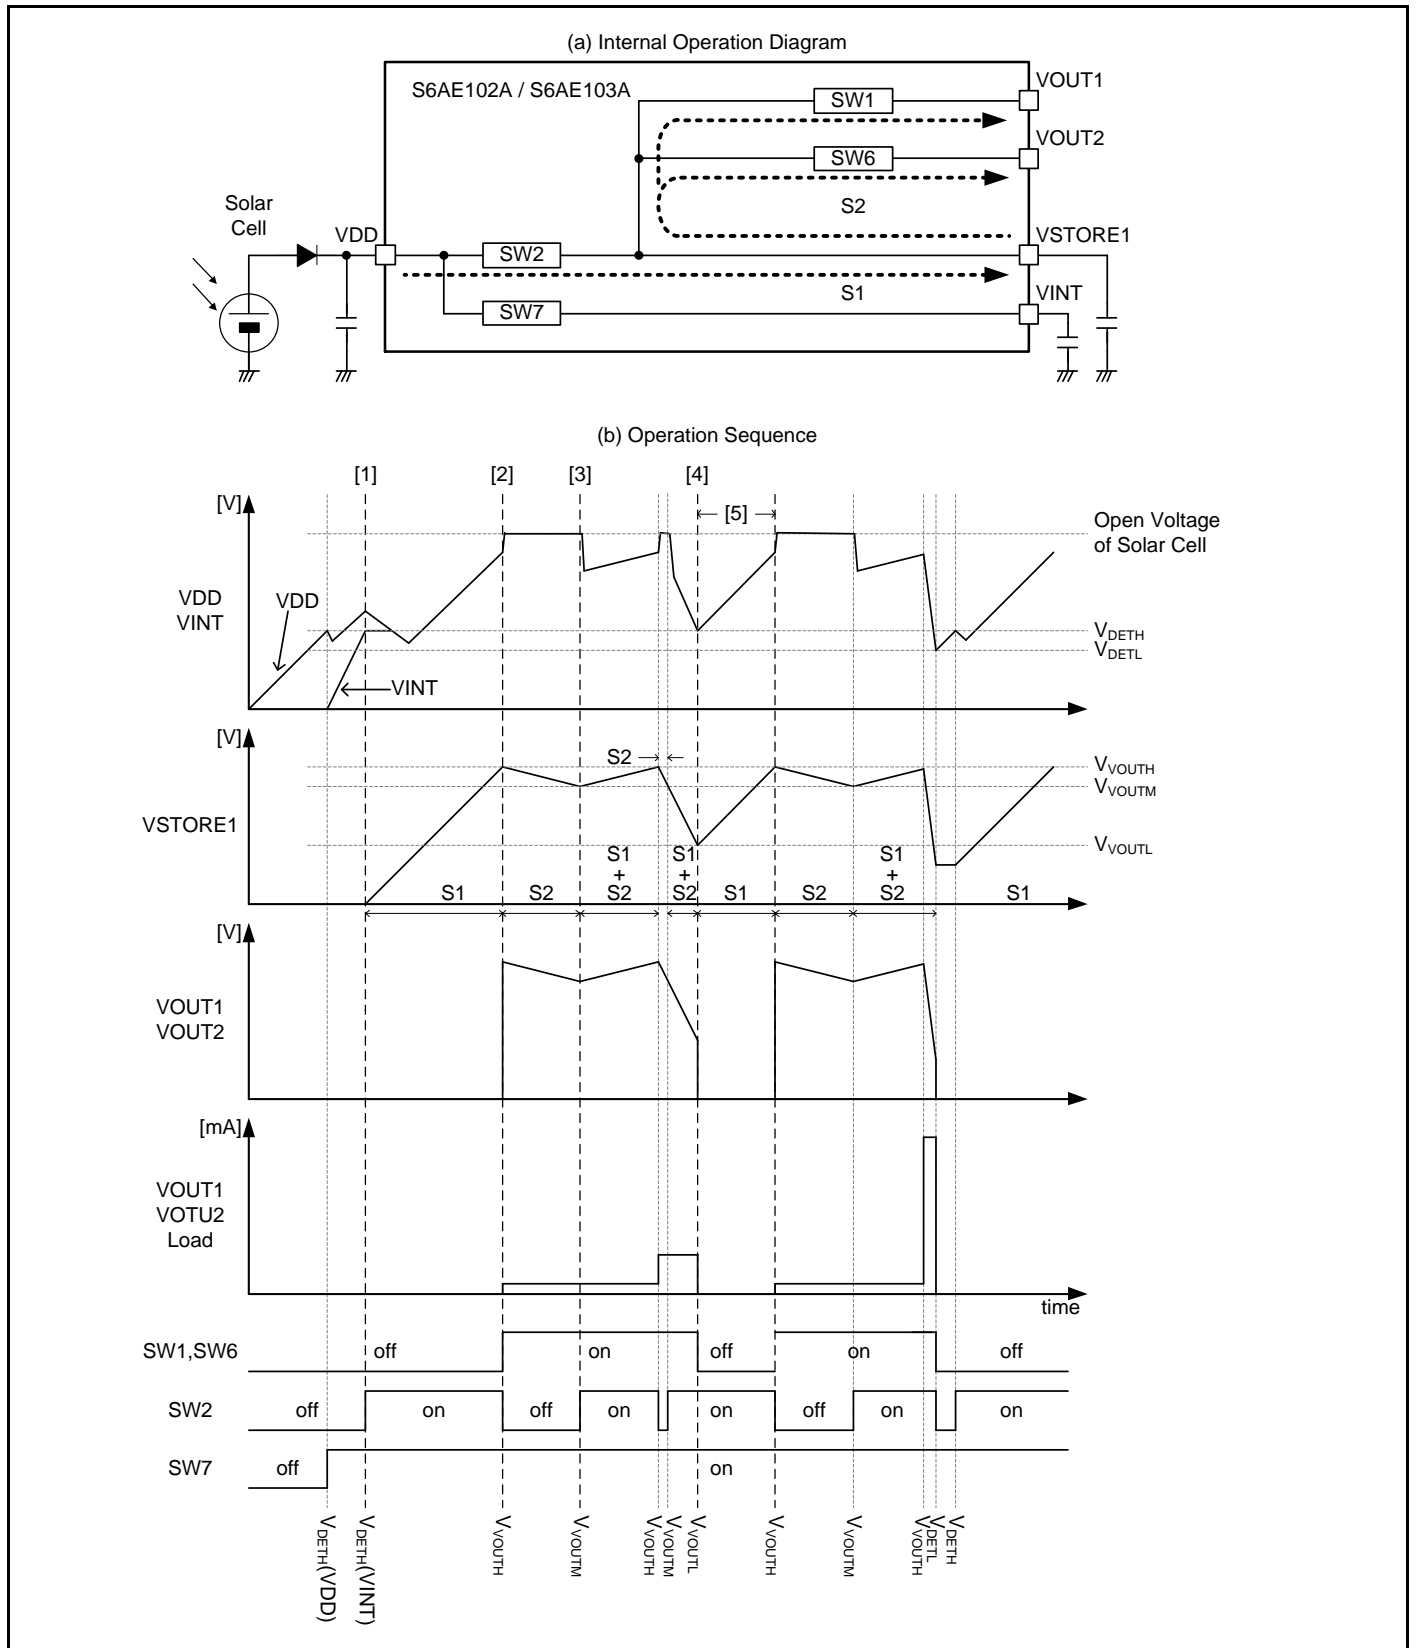 (a) Internal Operation Diagram
S6AE102A / S6AE103A
VOUT1
SW1
VOUT2
SW6
Solar
Cell
S2
VDD
VSTORE1
SW2
S1
VINT
SW7
(b) Operation Sequence
[1]
[2]
[3]
[4]
[V]
[5]
Open Voltage
of Solar Cell
VDD
VINT
VDD
VDETH
VDETL
VINT
[V]
S2
VVOUTH
VVOUTM
VSTORE1
VVOUTL
S1
+
S2
S1
+
S2
S1
+
S2
S1
S2
S1
S2
S1
[V]
VOUT1
VOUT2
[mA]
VOUT1
VOTU2
Load
time
SW1,SW6
off
on
off
on
off
SW2
off
on
off
on
on
off
on
on
SW7
off
on
VDETH(VDD)
VDETH(VINT)
VVOUTH
VVOUTM
VVOUTH
VVOUTM
VVOUTL
VVOUTH
VVOUTM
VVOUTH
VDETL
VDETH